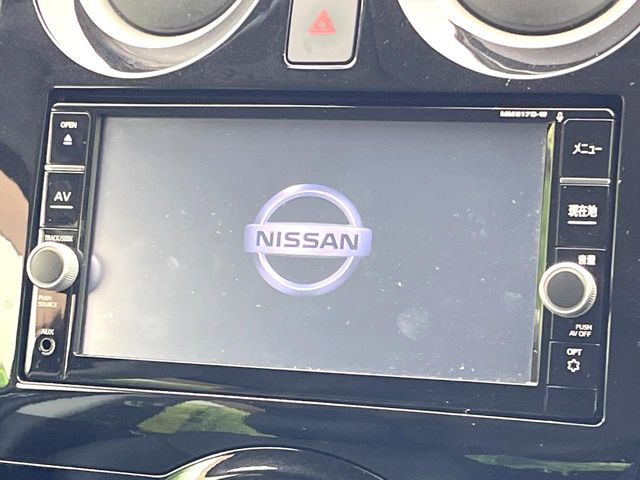 MM517D-W
OPEN
AV
TRACK/SEEK
PUSH
SOURCE
AUX
NISSAN
メニュー
現在地
音量
PUSH
AV OFF
OPT